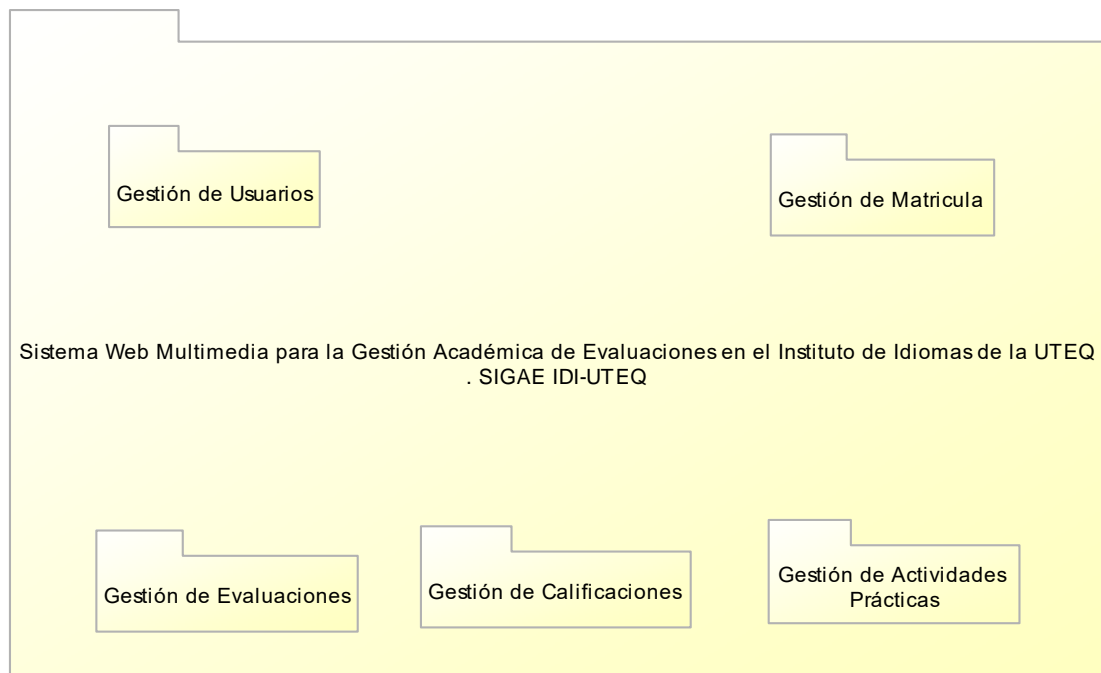 Gestión de Usuarios
Gestión de Matricula
Sistema Web Multimedia para la Gestión Académica de Evaluaciones en el Instituto de Idiomas de la UTEQ
. SIGAE IDI-UTEQ
Gestión de Evaluaciones
Gestión de Calificaciones
Gestión de Actividades
Prácticas